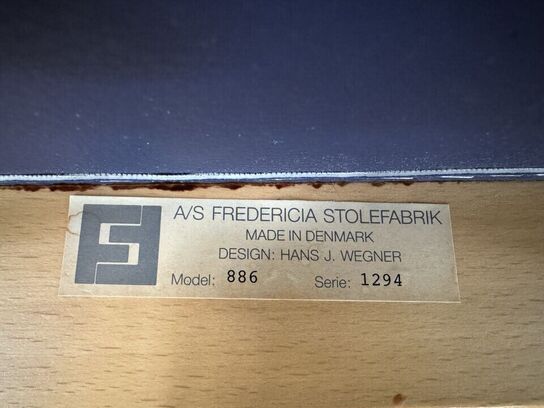 A/S FREDERICIA STOLEFABRIK
MADE IN DENMARK
DESIGN: HANS J. WEGNER
Model: 886 Serie: 1294